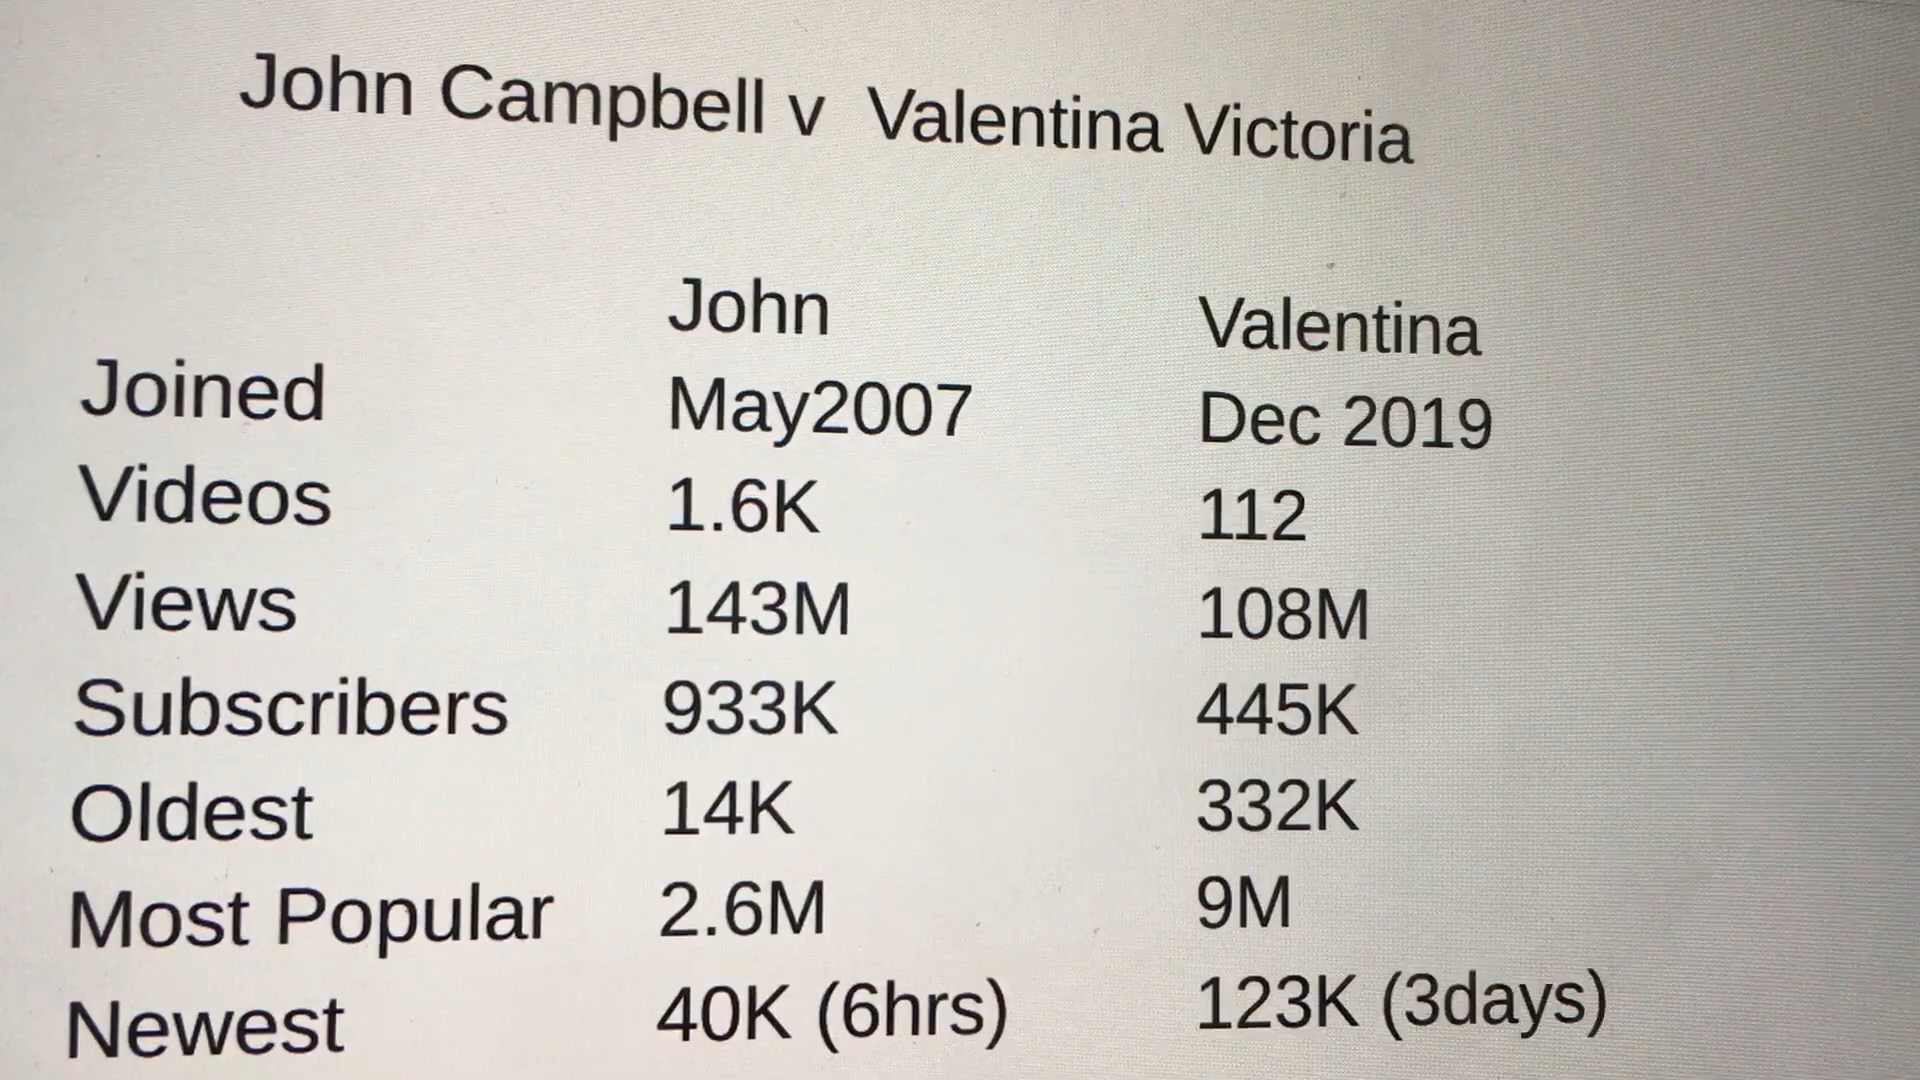 John Campbell v Valentina Victoria
John Valentina
Joined May2007 Dec 2019
Videos 1.6K 112
Views 143M 108M
Subscribers 933K 445K
Oldest 14K 332K
Most Popular 2.6M 9M
Newest 40K (6hrs) 123K (3days)